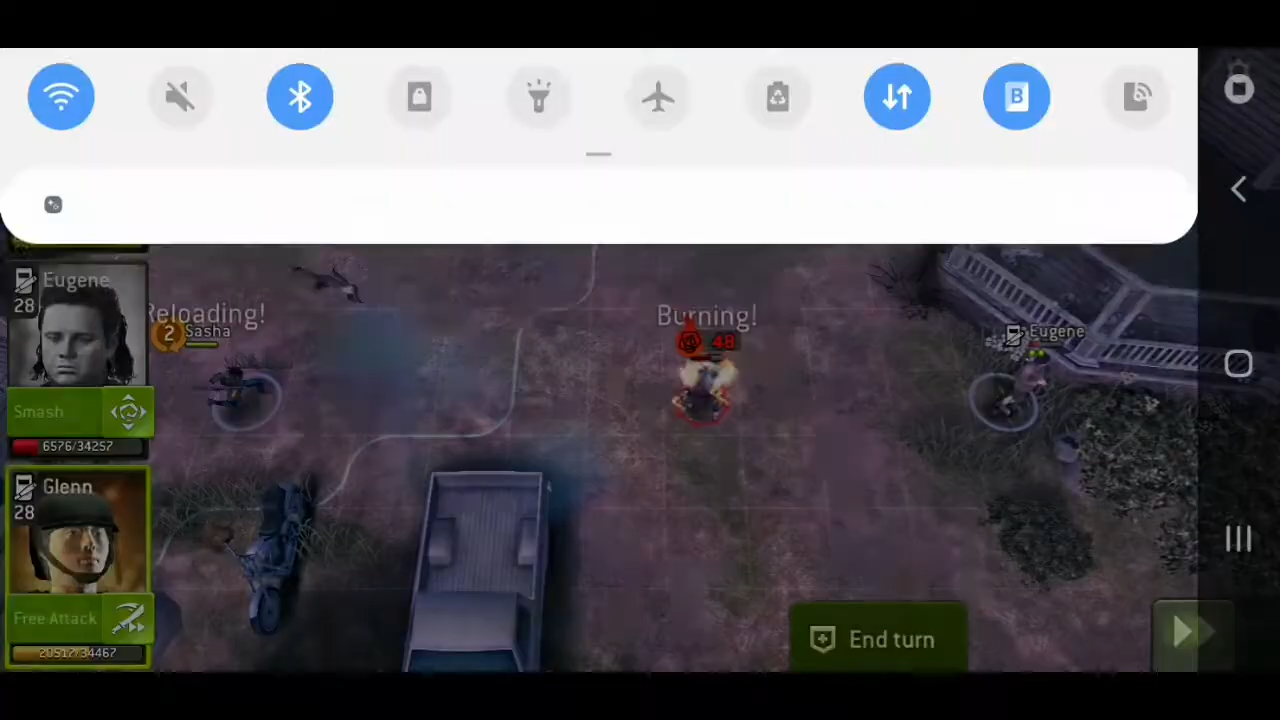 B
Eugene
28
Reloading!
2 Sasha
Burning!
48
Eugene
Smash
6576/34257
Glenn
28
Free Attack
20517/34467
End turn